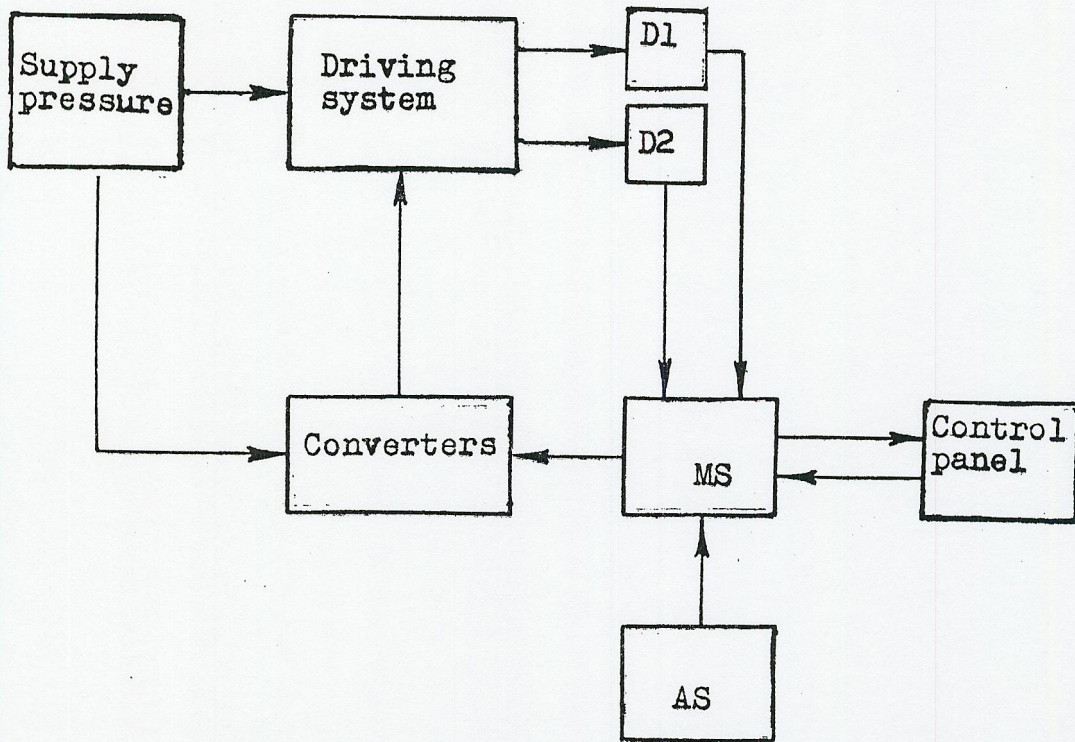 Supply
pressure
Driving
system
D1
D2
Converters
MS
Control
panel
AS